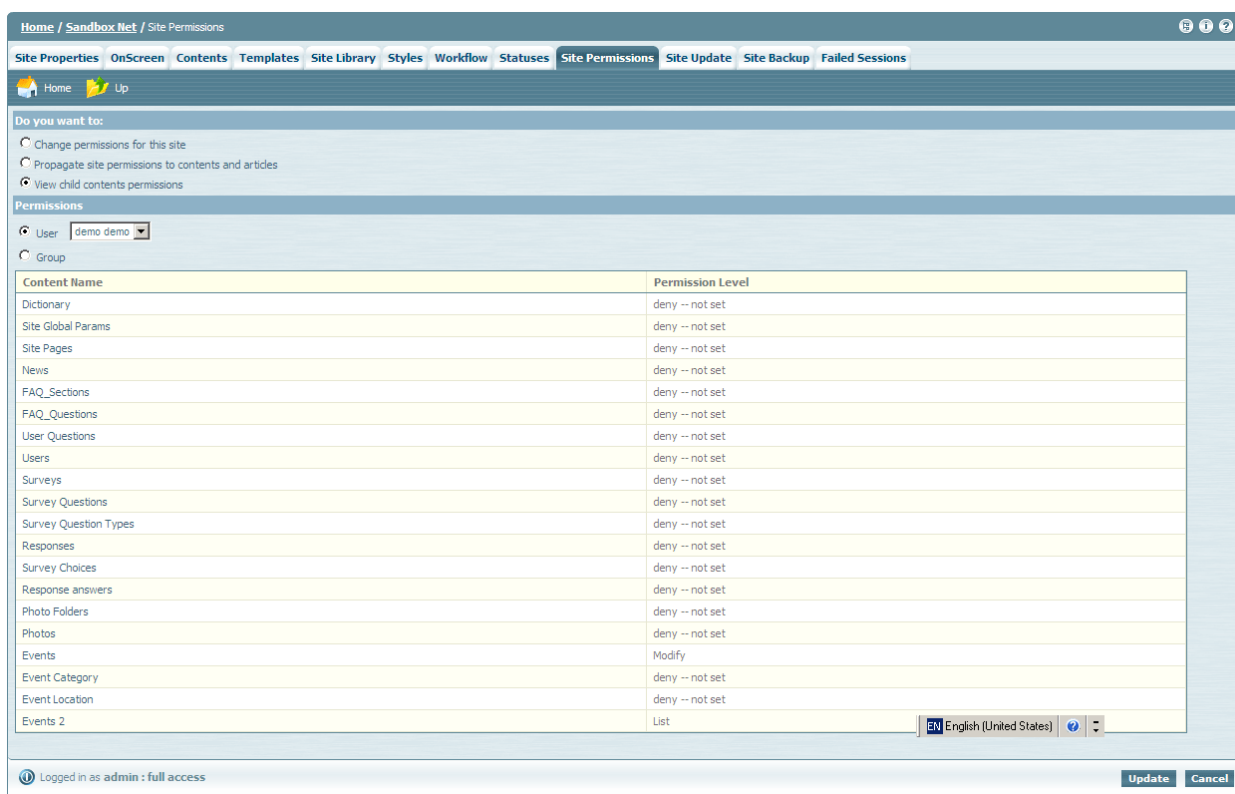 Home / Sandbox Net / Site Permissions
Site Properties OnScreen Contents Templates Site Library Styles Workflow Statuses Site Permissions Site Update Site Backup Failed Sessions
Home Up
Do you want to:
Change permissions for this site
Propagate site permissions to contents and articles
View child contents permissions
Permissions
User demo demo
Group
Content Name Permission Level
Dictionary deny -- not set
Site Global Params deny -- not set
Site Pages deny -- not set
News deny -- not set
FAQ_Sections deny -- not set
FAQ_Questions deny -- not set
User Questions deny -- not set
Users deny -- not set
Surveys deny -- not set
Survey Questions deny -- not set
Survey Question Types deny -- not set
Responses deny -- not set
Survey Choices deny -- not set
Response answers deny -- not set
Photo Folders deny -- not set
Photos deny -- not set
Events Modify
Event Category deny -- not set
Event Location deny -- not set
Events 2 List
EN English (United States) ?
Logged in as admin : full access
Update Cancel